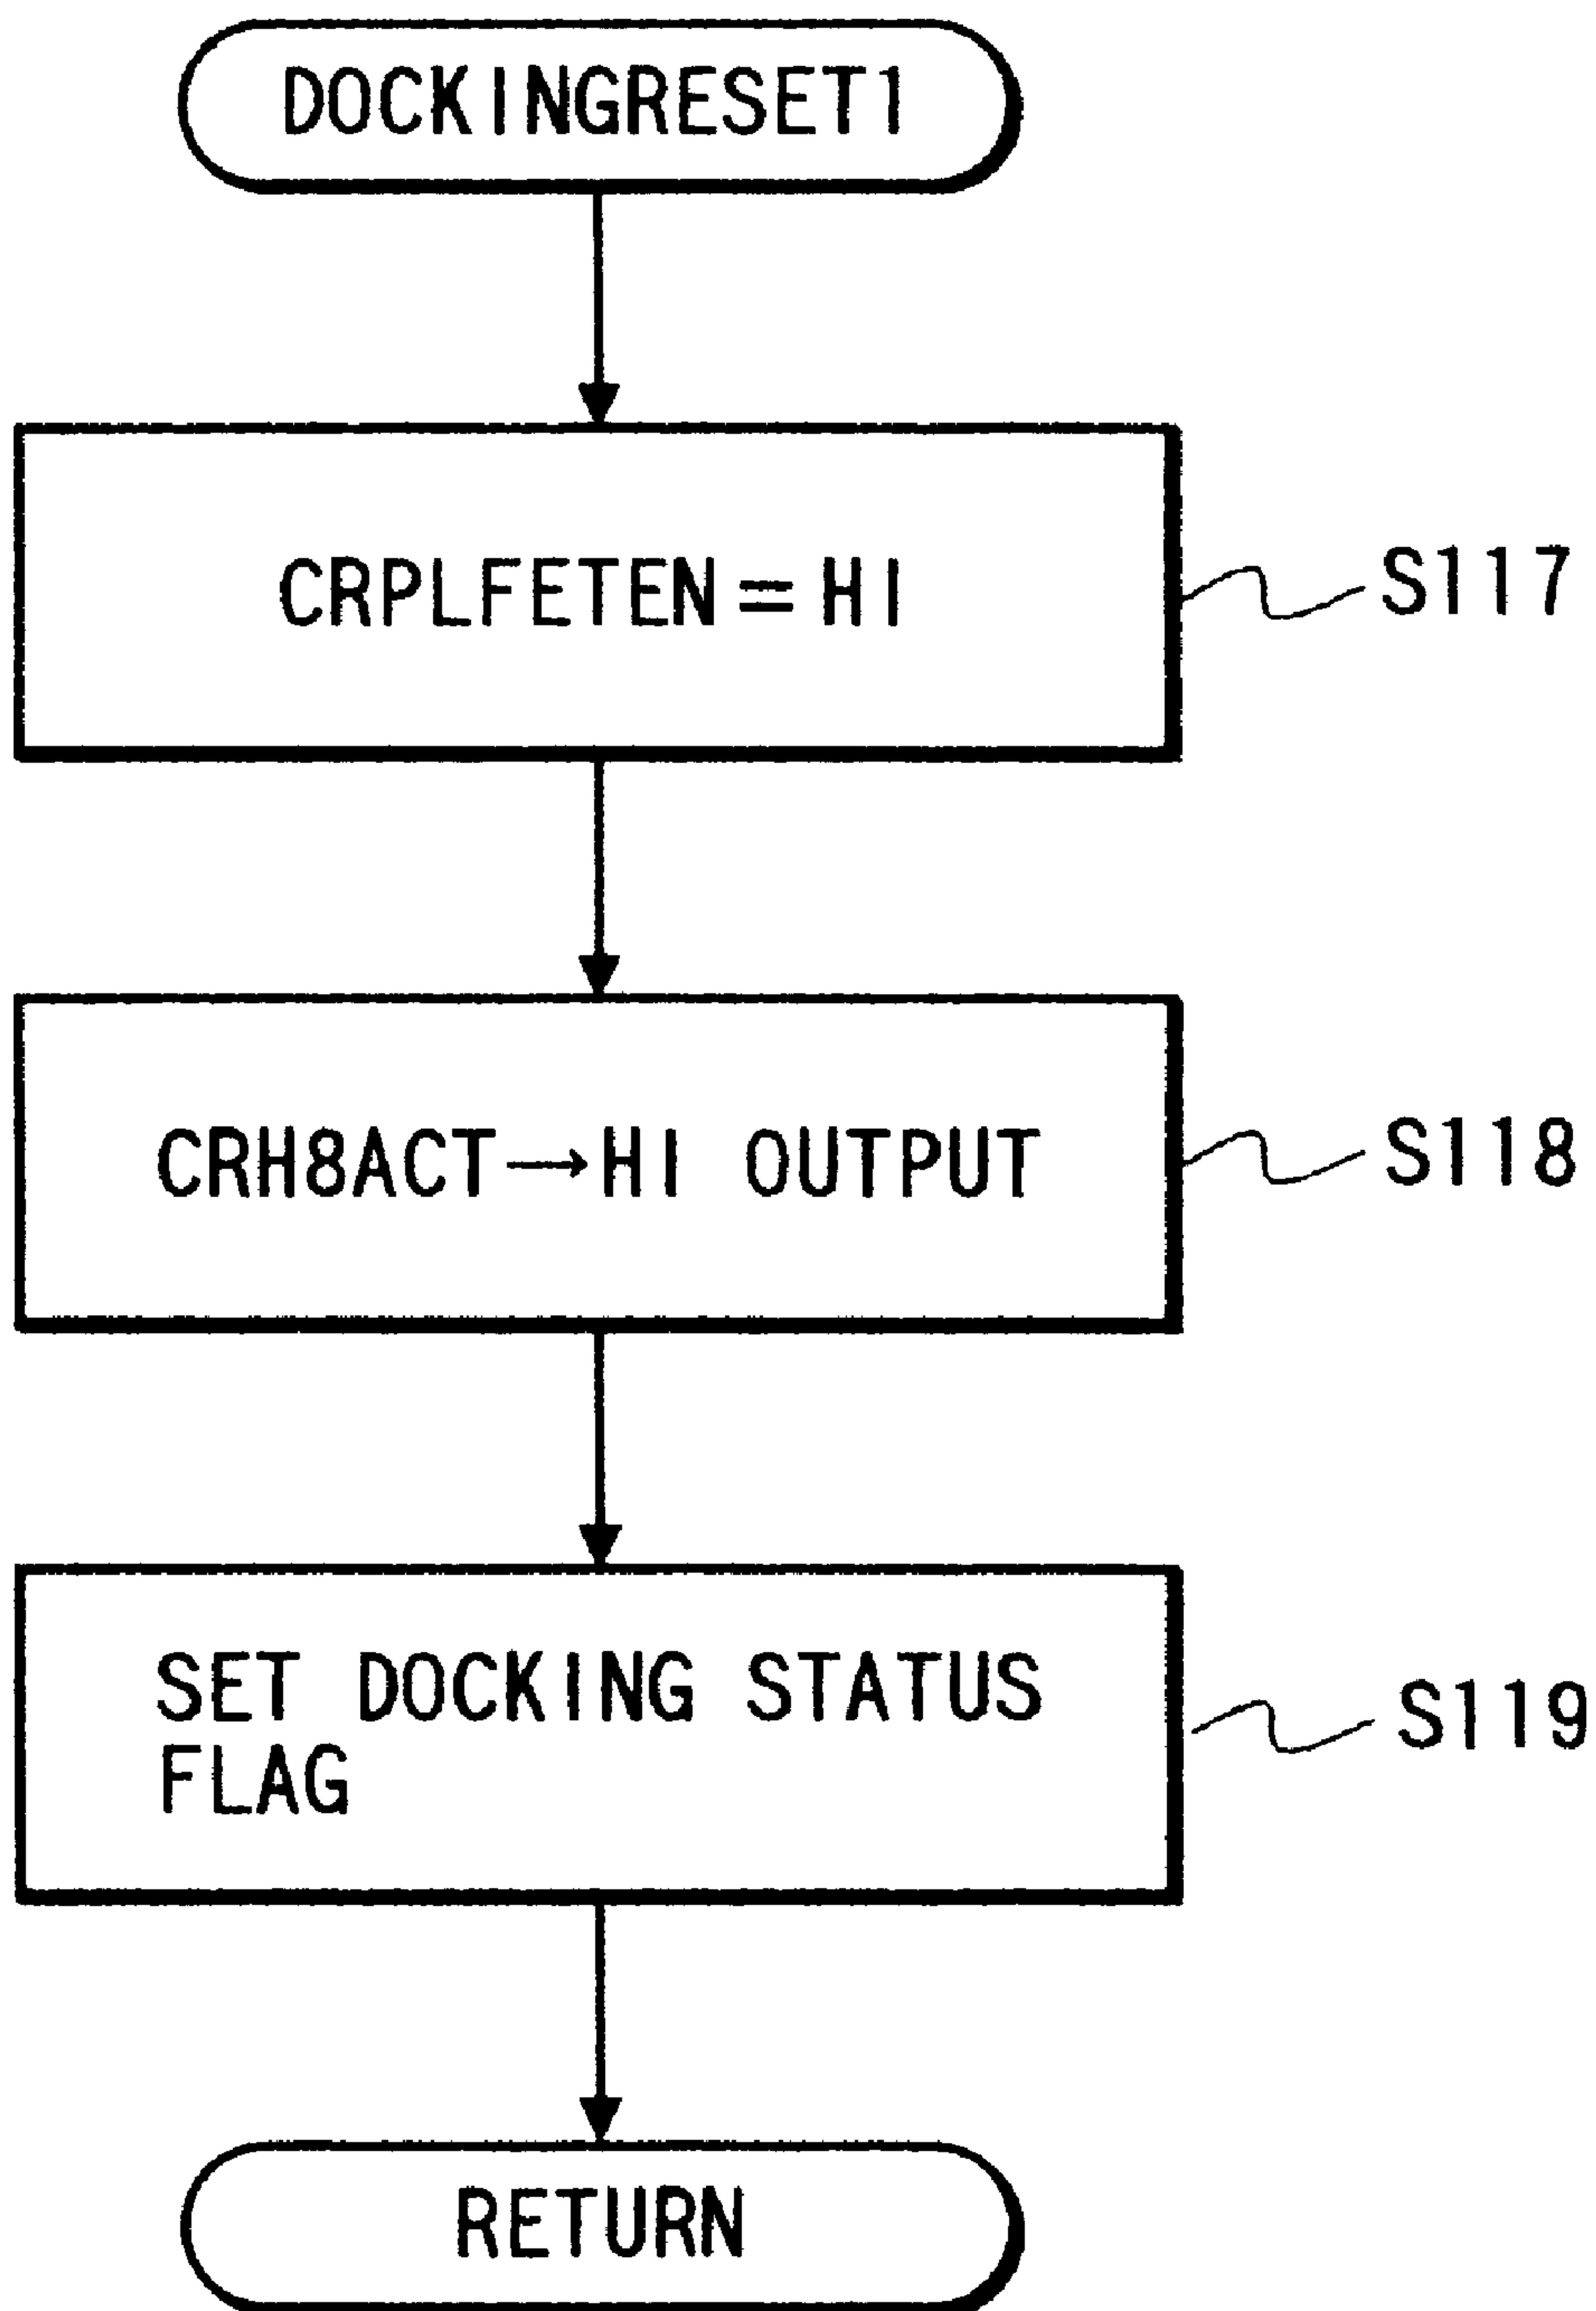 DOCKINGRESET1
CRPLFETEN=HI
S117
CRH8ACT→HI OUTPUT
S118
SET DOCKING STATUS
FLAG
S119
RETURN